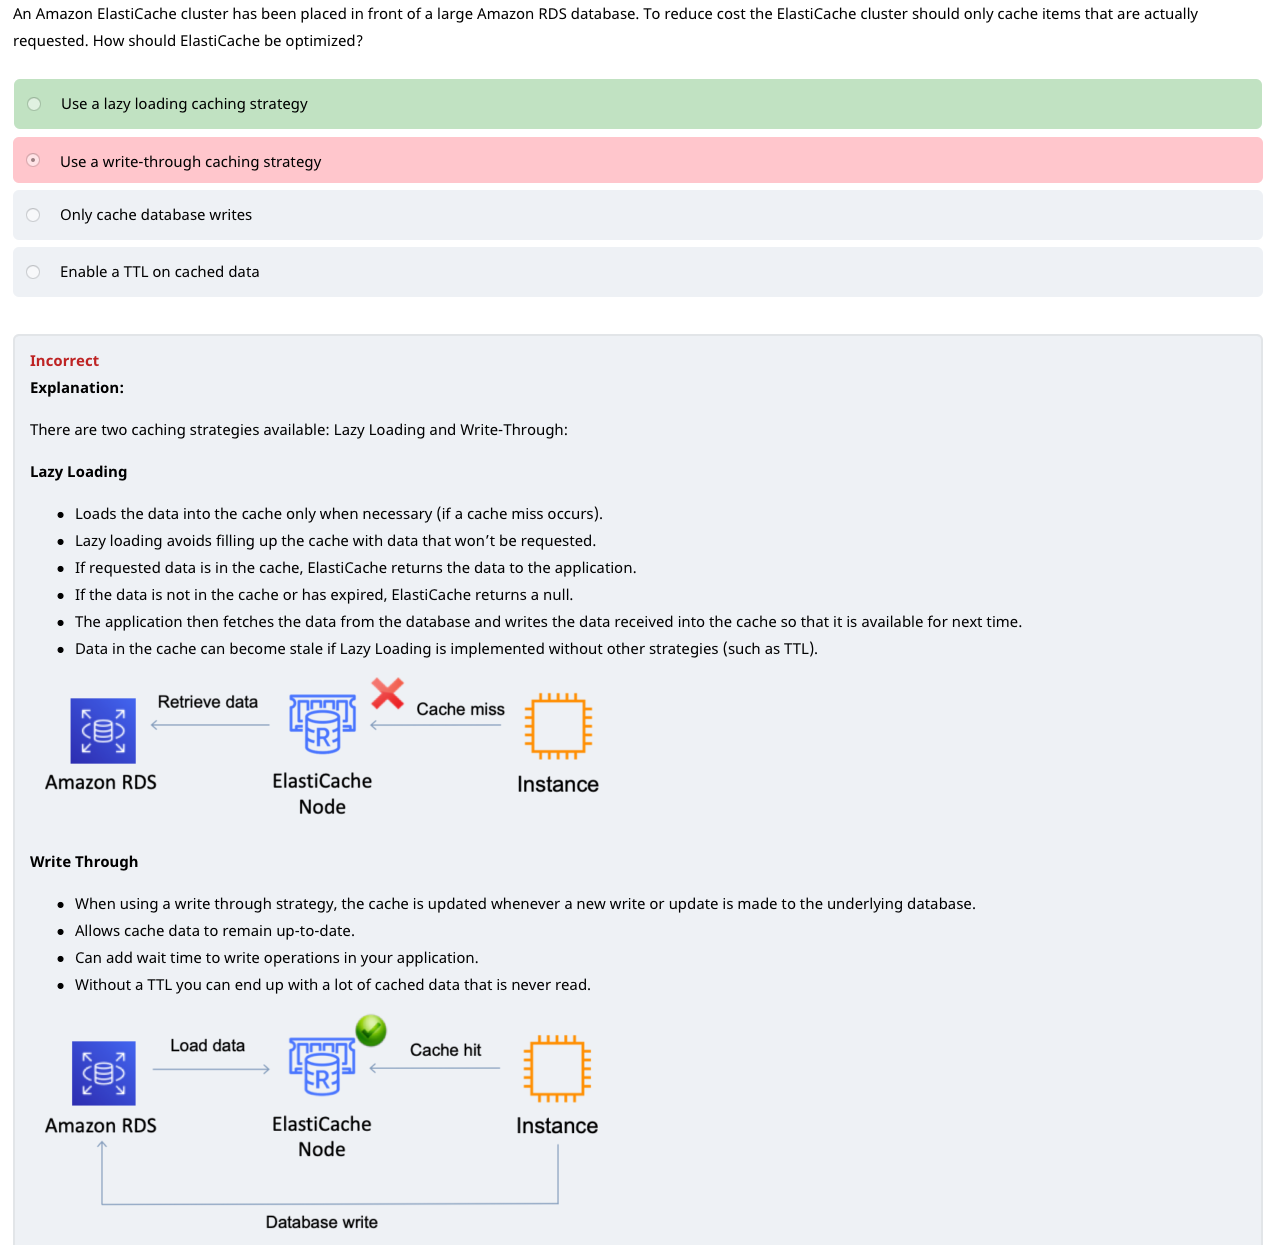 An Amazon ElastiCache cluster has been placed in front of a large Amazon RDS database. To reduce cost the ElastiCache cluster should only cache items that are actually
requested. How should ElastiCache be optimized?
Use a lazy loading caching strategy
Use a write-through caching strategy
Only cache database writes
Enable a TTL on cached data
Incorrect
Explanation:
There are two caching strategies available: Lazy Loading and Write-Through:
Lazy Loading
Loads the data into the cache only when necessary (if a cache miss occurs).
Lazy loading avoids filling up the cache with data that won’t be requested.
If requested data is in the cache, ElastiCache returns the data to the application.
If the data is not in the cache or has expired, ElastiCache returns a null.
The application then fetches the data from the database and writes the data received into the cache so that it is available for next time.
Data in the cache can become stale if Lazy Loading is implemented without other strategies (such as TTL).
Retrieve data
Cache miss
R
Amazon RDS
ElastiCache
Node
Instance
Write Through
When using a write through strategy, the cache is updated whenever a new write or update is made to the underlying database.
Allows cache data to remain up-to-date.
Can add wait time to write operations in your application.
Without a TTL you can end up with a lot of cached data that is never read.
Load data
Cache hit
R
Amazon RDS
ElastiCache
Node
Instance
Database write